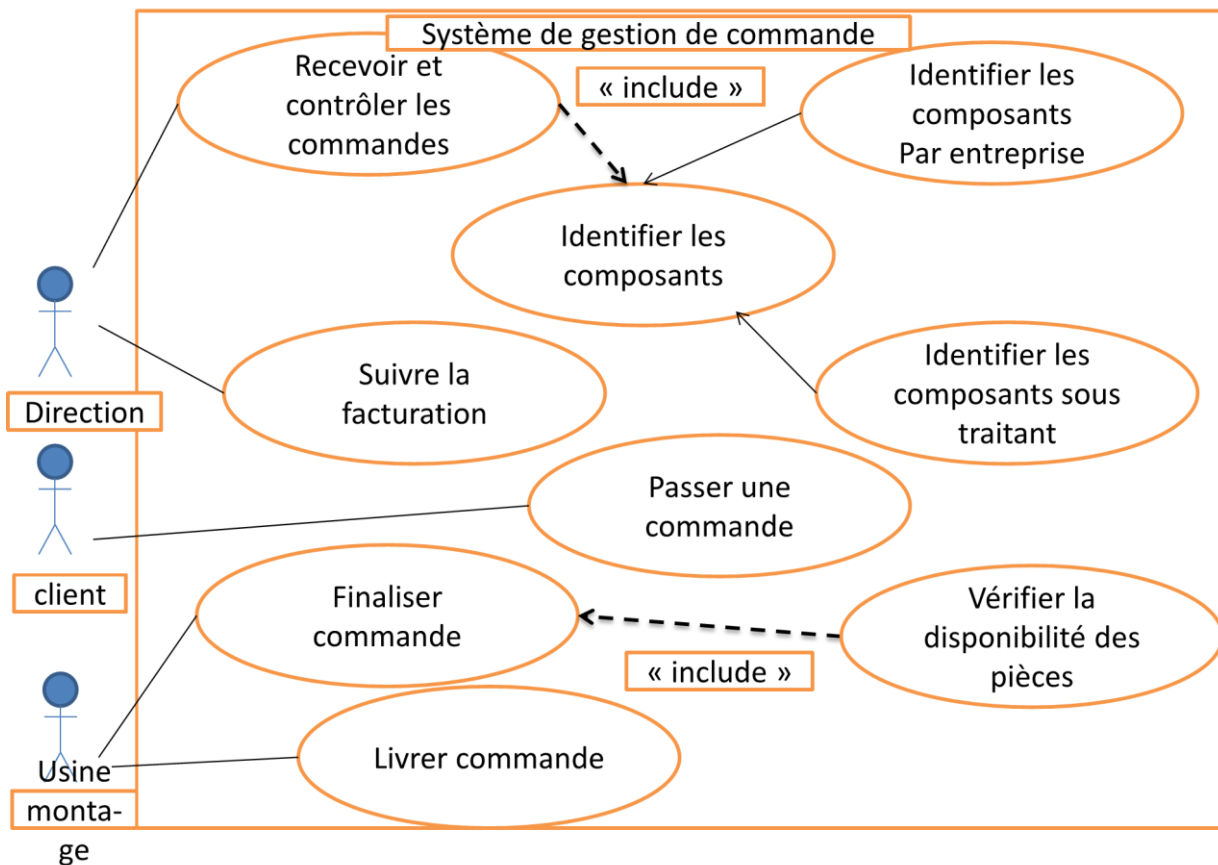 Système de gestion de commande
Recevoir et
contrôler les
commandes
« include »
Identifier les
composants
Par entreprise
Identifier les
composants
Direction
Suivre la
facturation
Identifier les
composants sous
traitant
client
Passer une
commande
Finaliser
commande
« include »
Vérifier la
disponibilité des
pièces
Usine
monta-
ge
Livrer commande